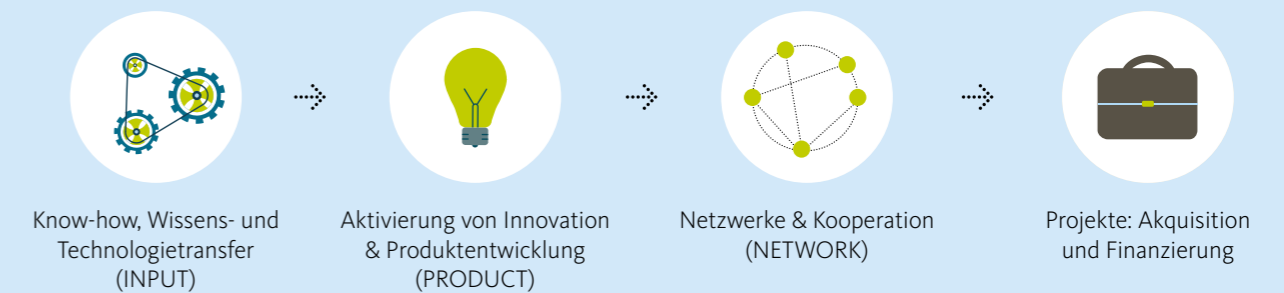 Know-how, Wissens- und
Technologietransfer
(INPUT)
Aktivierung von Innovation
& Produktentwicklung
(PRODUCT)
Netzwerke & Kooperation
(NETWORK)
Projekte: Akquisition
und Finanzierung